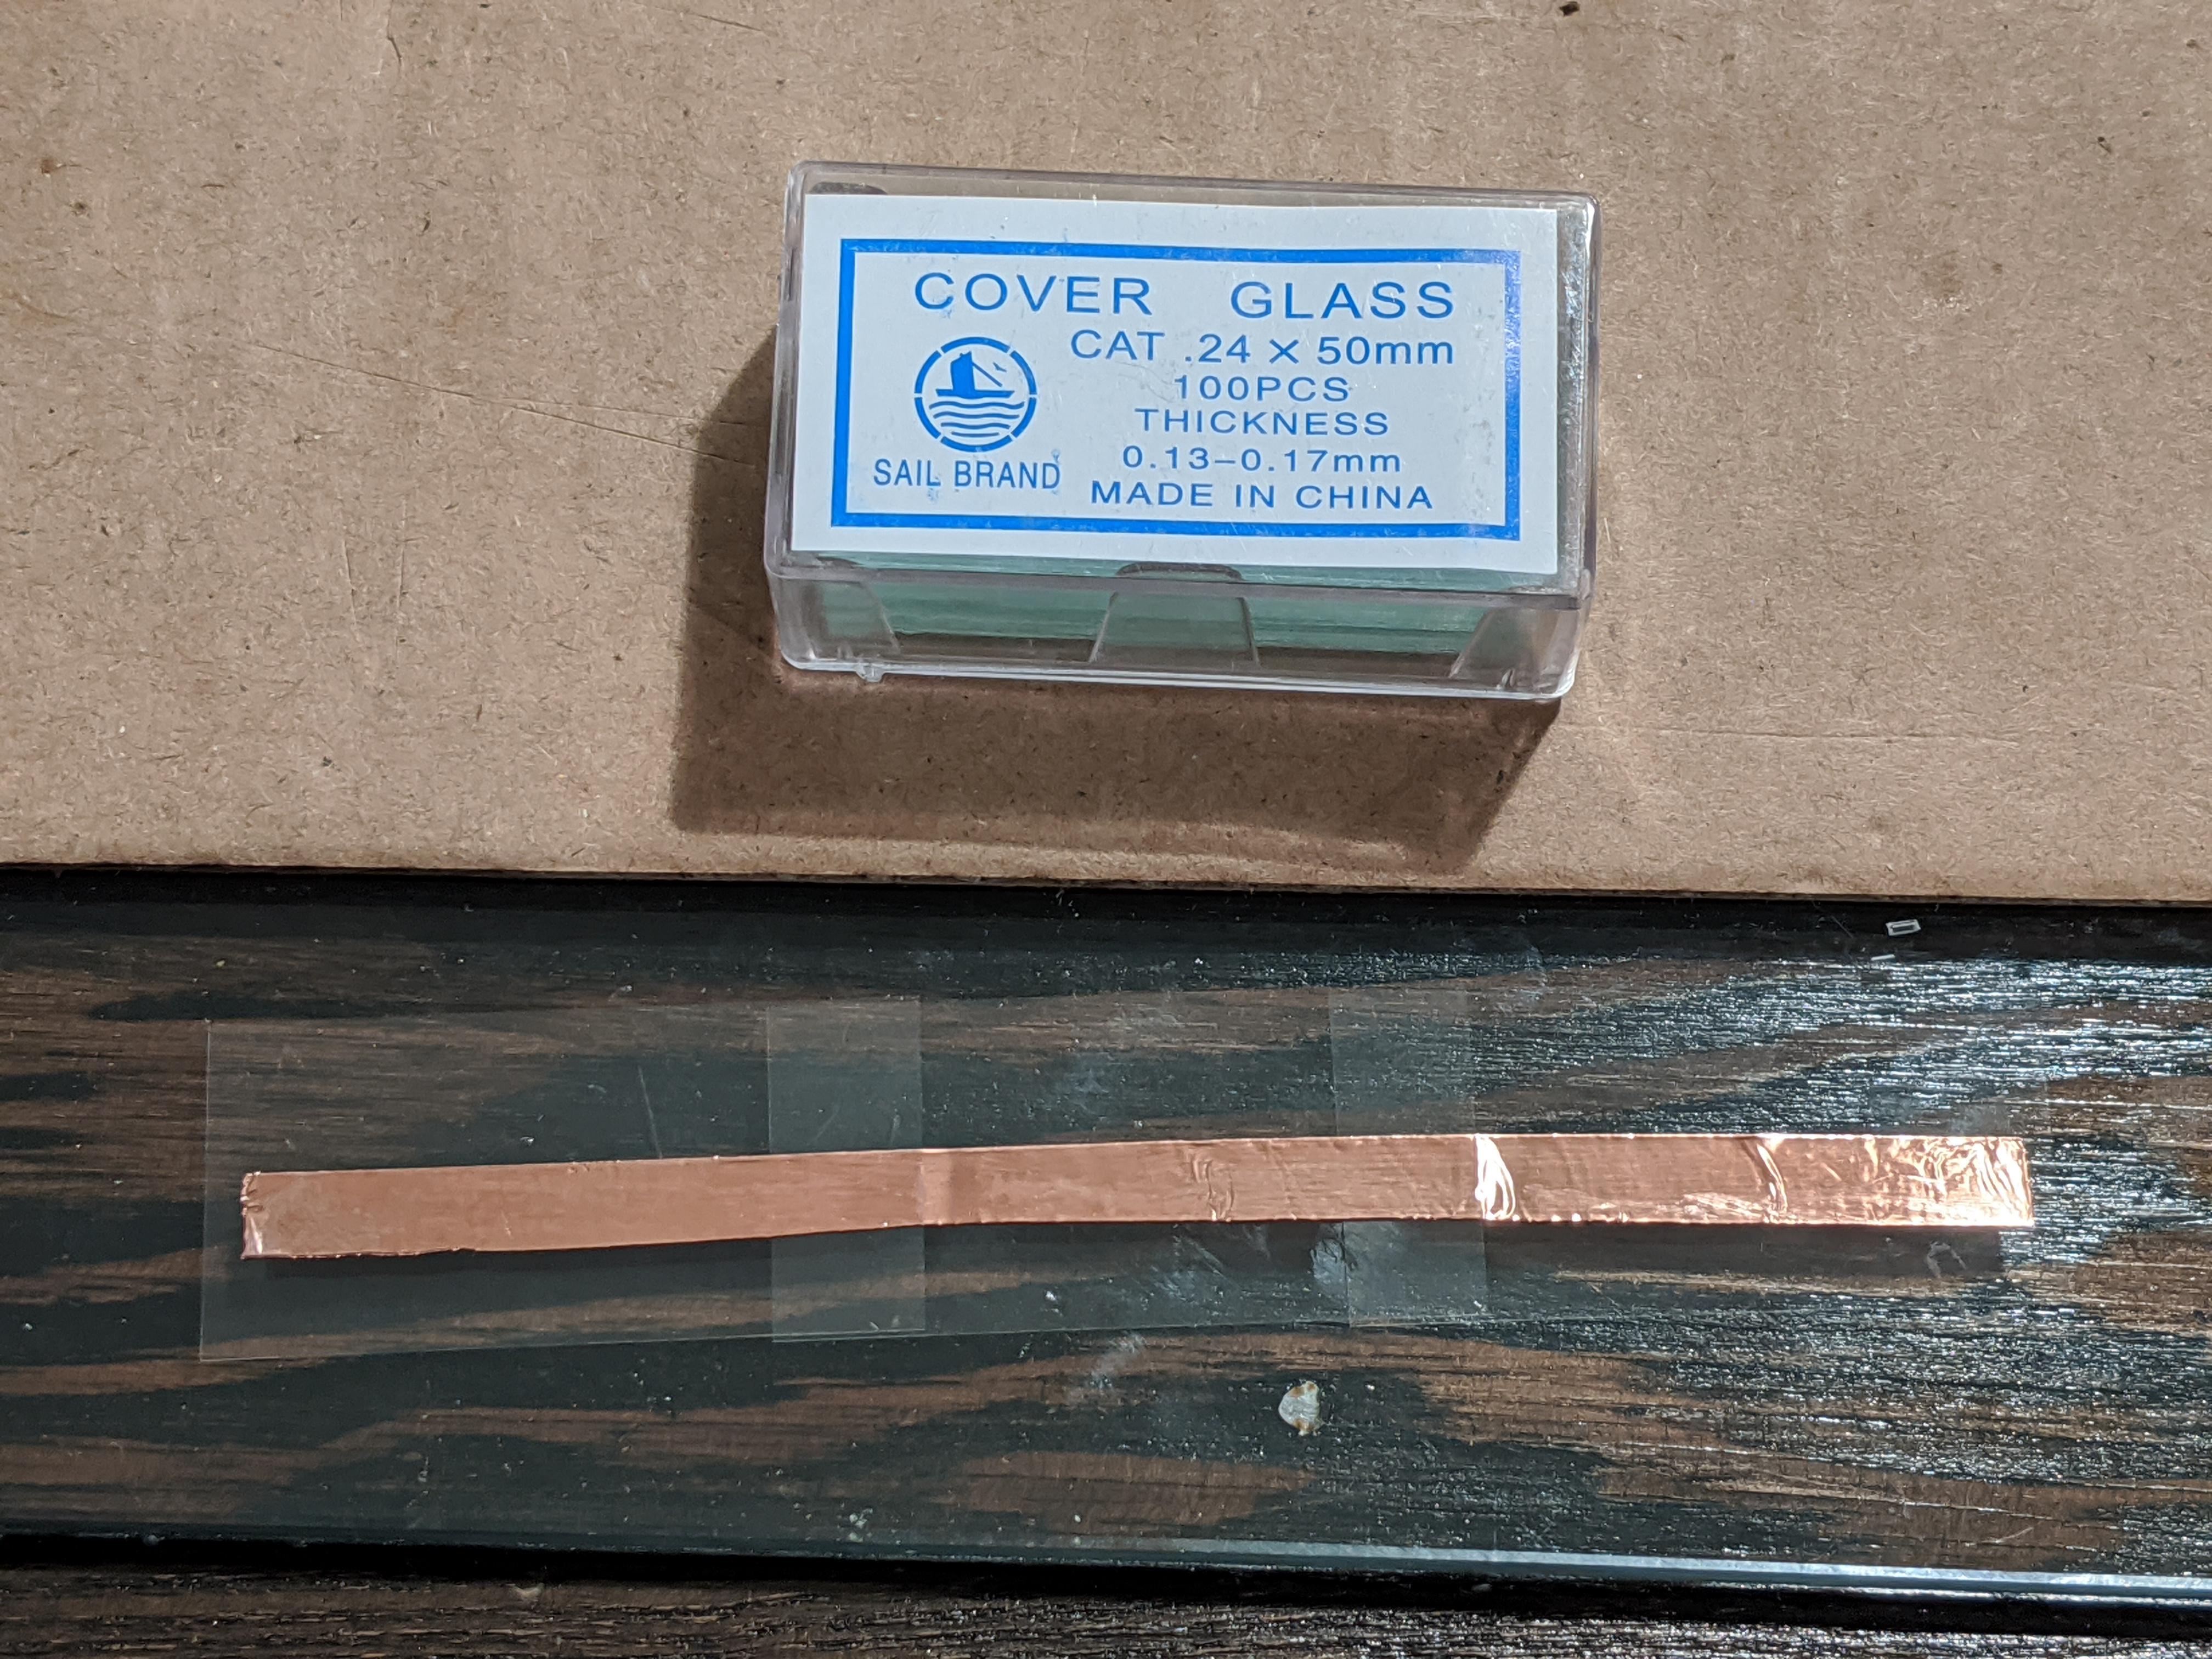 COVER GLASS
CAT .24 × 50mm
100PCS
THICKNESS
0.13–0.17mm
SAIL BRAND
MADE IN CHINA